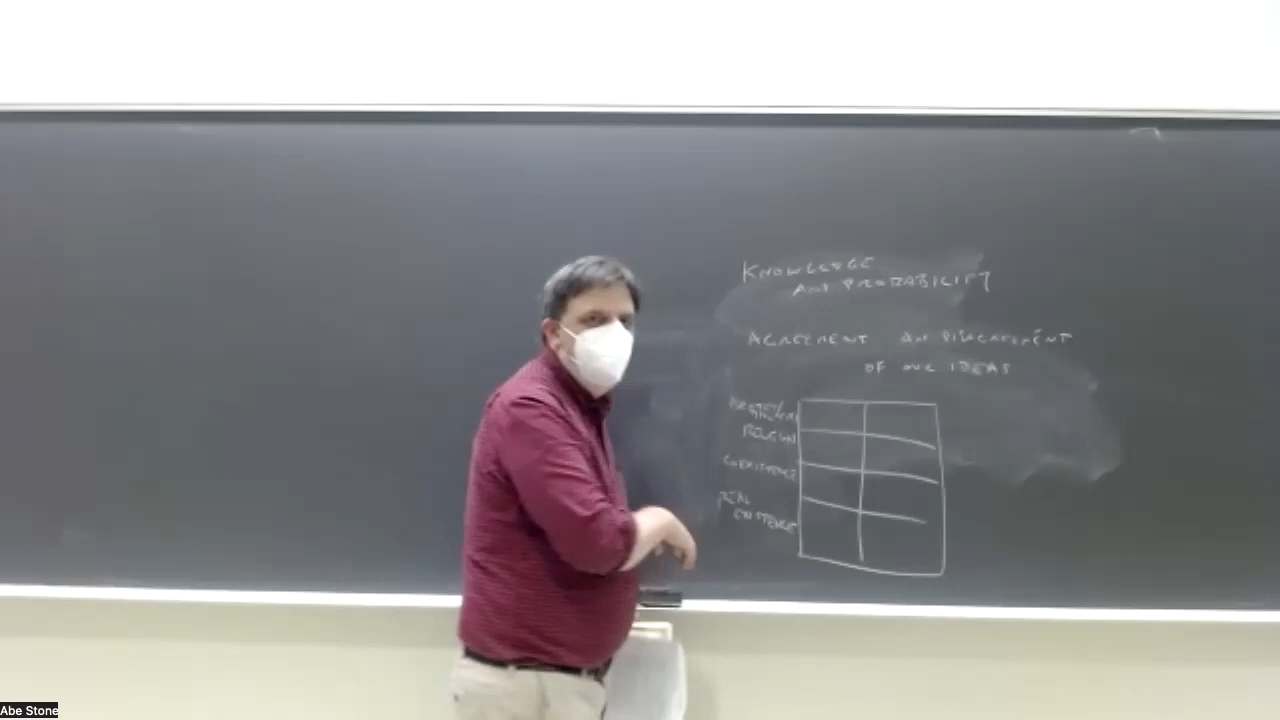 KNOWLEDGE
AND PROBABILITY
AGREEMENT AND DISAGREEMENT
OF OUR IDEAS
RELATION
COEXISTENCE
REAL
EXISTENCE
Abe Stone